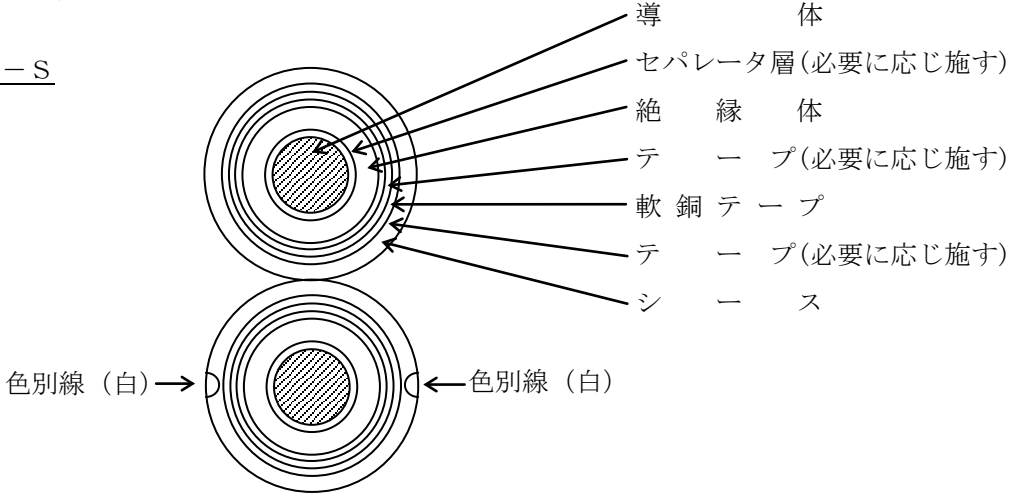 －Ｓ
導　　　　体
セパレータ層(必要に応じ施す)
絶　縁　体
テ　ー　プ(必要に応じ施す)
軟銅テープ
テ　ー　プ(必要に応じ施す)
シ　ー　ス
色別線（白）
色別線（白）